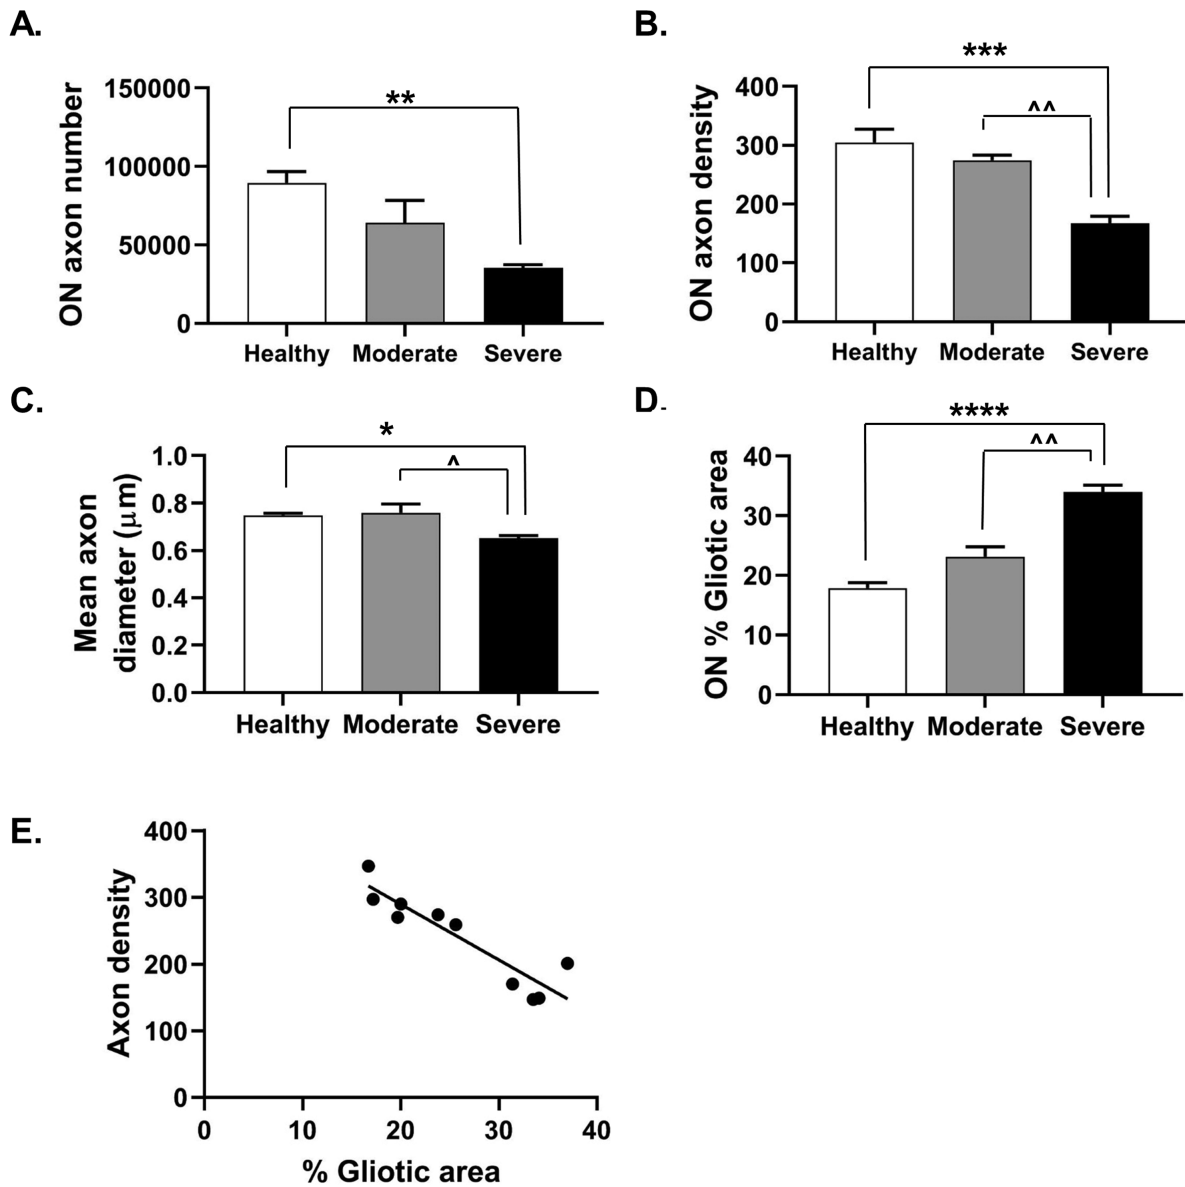 A.
ON axon number
150000
100000
50000
0
**
Healthy Moderate Severe
B.
ON axon density
400
300
200
100
0
***
^^
Healthy Moderate Severe
C.
Mean axon
diameter (μm)
1.0
0.8
0.6
0.4
0.2
0.0
*
^
Healthy Moderate Severe
D.
ON % Gliotic area
40
30
20
10
0
****
^^
Healthy Moderate Severe
E.
Axon density
400
300
200
100
0
0 10 20 30 40
% Gliotic area